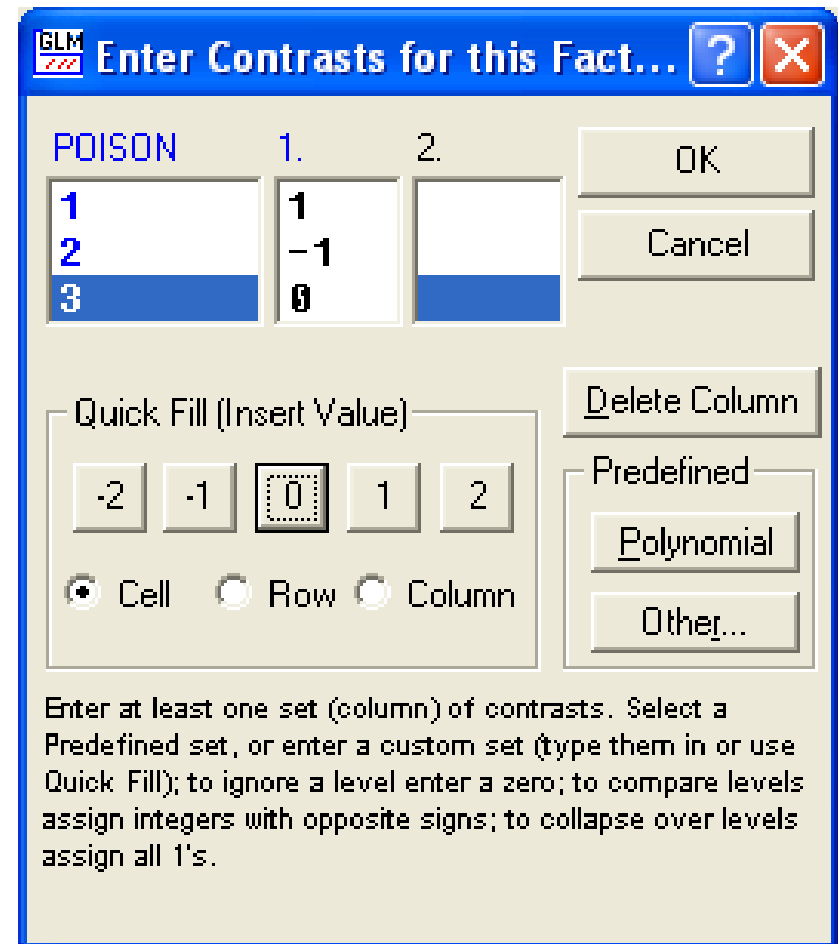 GLM Enter Contrasts for this Fact... ?
POISON 1. 2. OK
1 1
2 -1 Cancel
3 0
Delete Column
Quick Fill (Insert Value)
Predefined
-2 -1 0 1 2
Polynomial
Cell Row Column
Other...
Enter at least one set (column) of contrasts. Select a
Predefined set, or enter a custom set (type them in or use
Quick Fill); to ignore a level enter a zero; to compare levels
assign integers with opposite signs; to collapse over levels
assign all 1's.